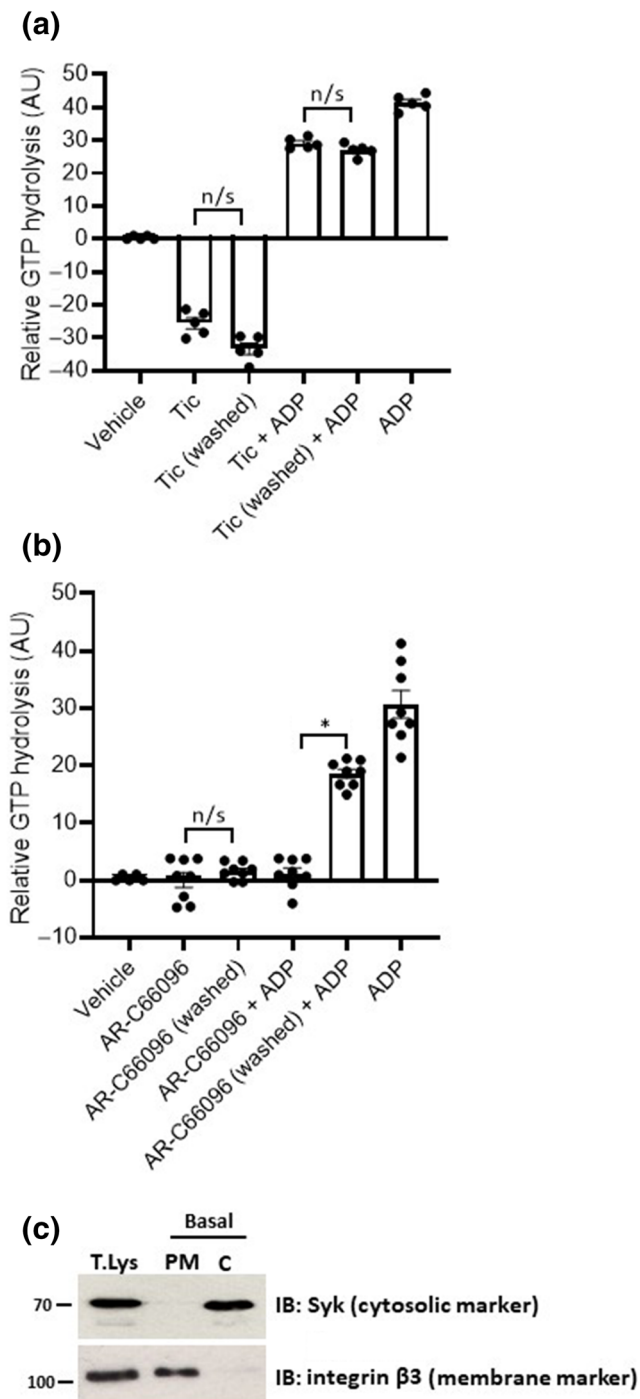 (a)
Relative GTP hydrolysis (AU)
50
40
30
20
10
0
−10
−20
−30
−40
n/s
n/s
Vehicle
Tic
Tic (washed)
Tic + ADP
Tic (washed) + ADP
ADP
(b)
Relative GTP hydrolysis (AU)
50
40
30
20
10
0
−10
n/s
*
Vehicle
AR-C66096
AR-C66096 (washed)
AR-C66096 + ADP
AR-C66096 (washed) + ADP
ADP
(c)
Basal
T.Lys PM C
70
IB: Syk (cytosolic marker)
100
IB: integrin β3 (membrane marker)